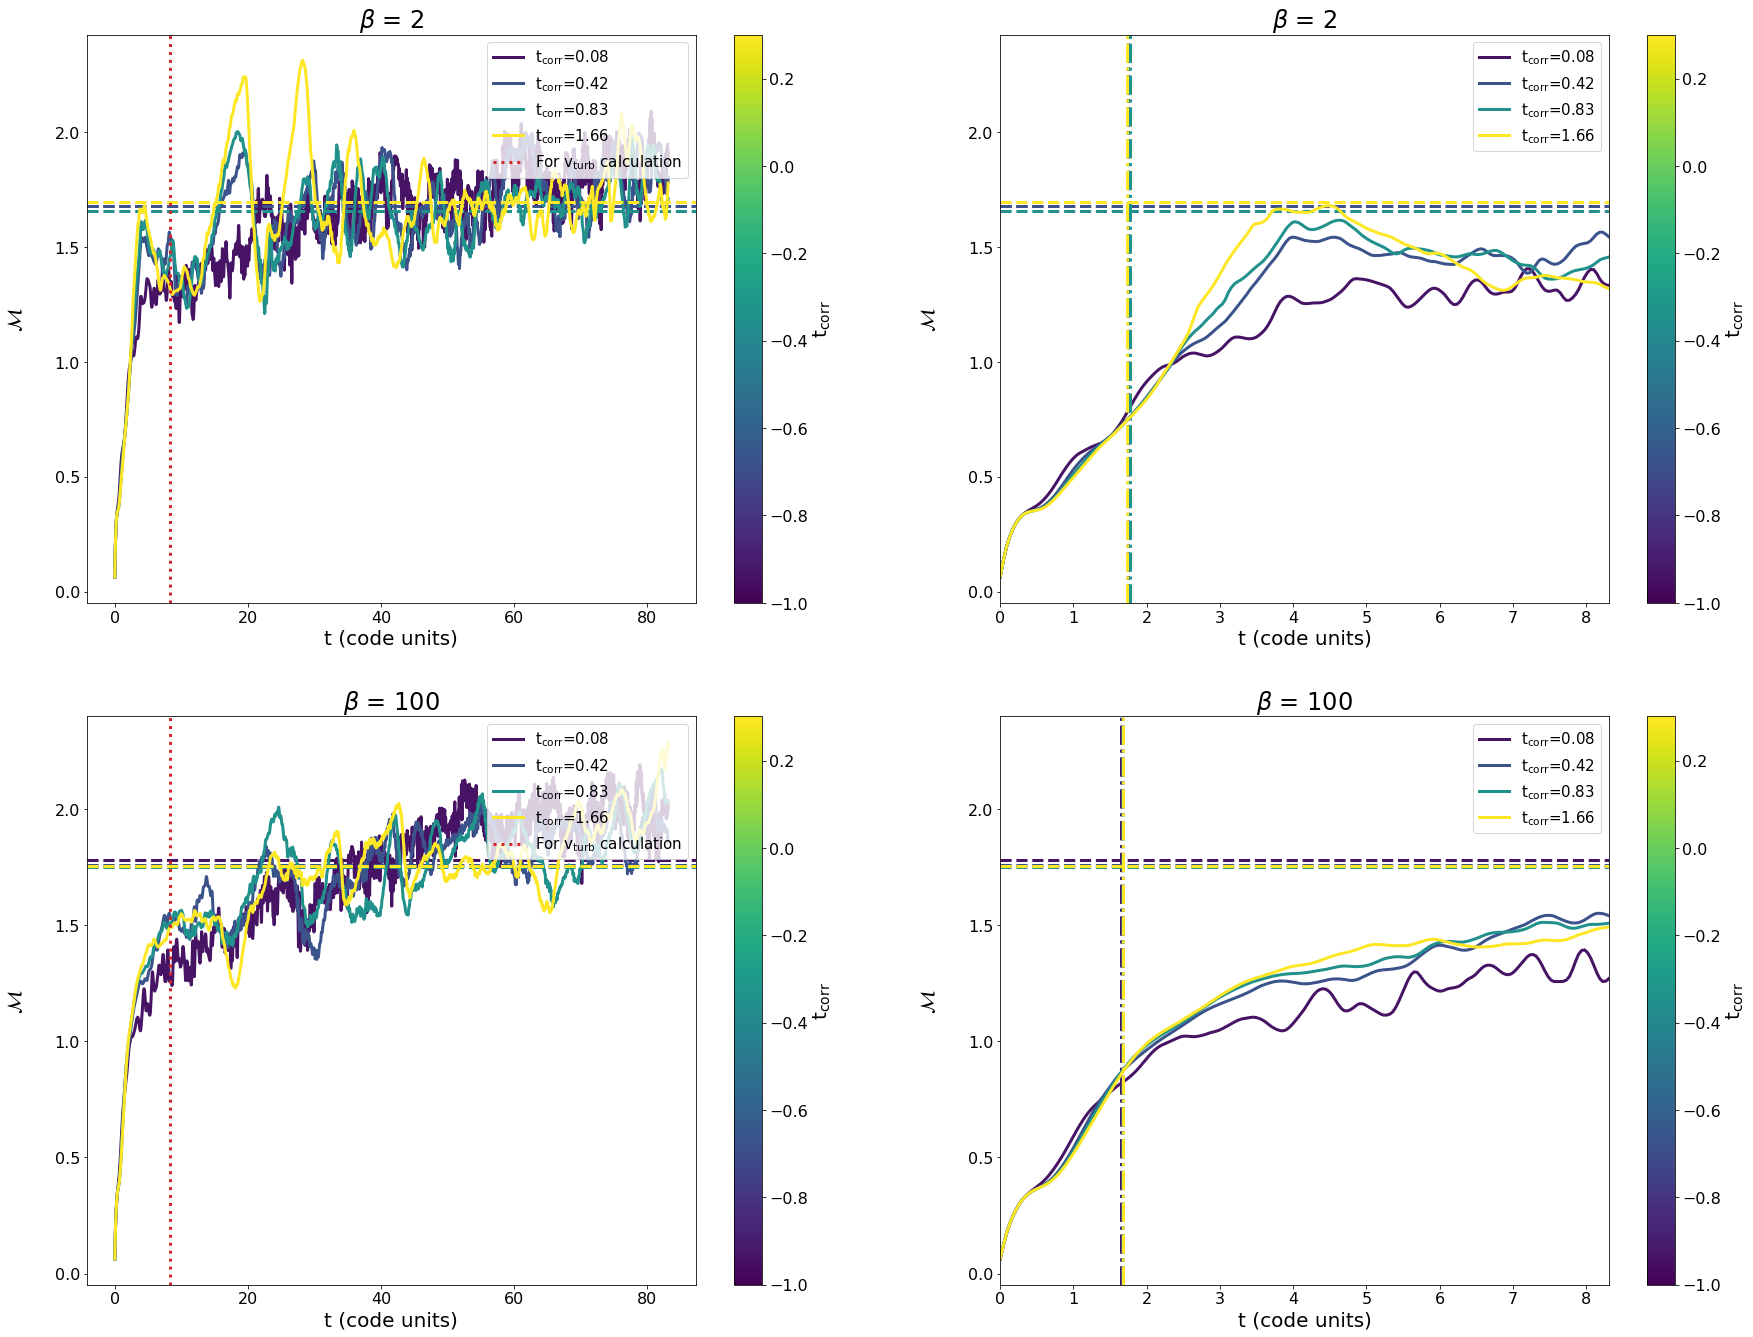 β = 2
t_corr=0.08
t_corr=0.42
t_corr=0.83
t_corr=1.66
For v_turb calculation
2.0
1.5
1.0
0.5
0.0
ℳ
0 20 40 60 80
t (code units)
0.2
0.0
−0.2
−0.4
−0.6
−0.8
−1.0
t_corr
β = 2
t_corr=0.08
t_corr=0.42
t_corr=0.83
t_corr=1.66
2.0
1.5
1.0
0.5
0.0
ℳ
0 1 2 3 4 5 6 7 8
t (code units)
0.2
0.0
−0.2
−0.4
−0.6
−0.8
−1.0
t_corr
β = 100
t_corr=0.08
t_corr=0.42
t_corr=0.83
t_corr=1.66
For v_turb calculation
2.0
1.5
1.0
0.5
0.0
ℳ
0 20 40 60 80
t (code units)
0.2
0.0
−0.2
−0.4
−0.6
−0.8
−1.0
t_corr
β = 100
t_corr=0.08
t_corr=0.42
t_corr=0.83
t_corr=1.66
2.0
1.5
1.0
0.5
0.0
ℳ
0 1 2 3 4 5 6 7 8
t (code units)
0.2
0.0
−0.2
−0.4
−0.6
−0.8
−1.0
t_corr